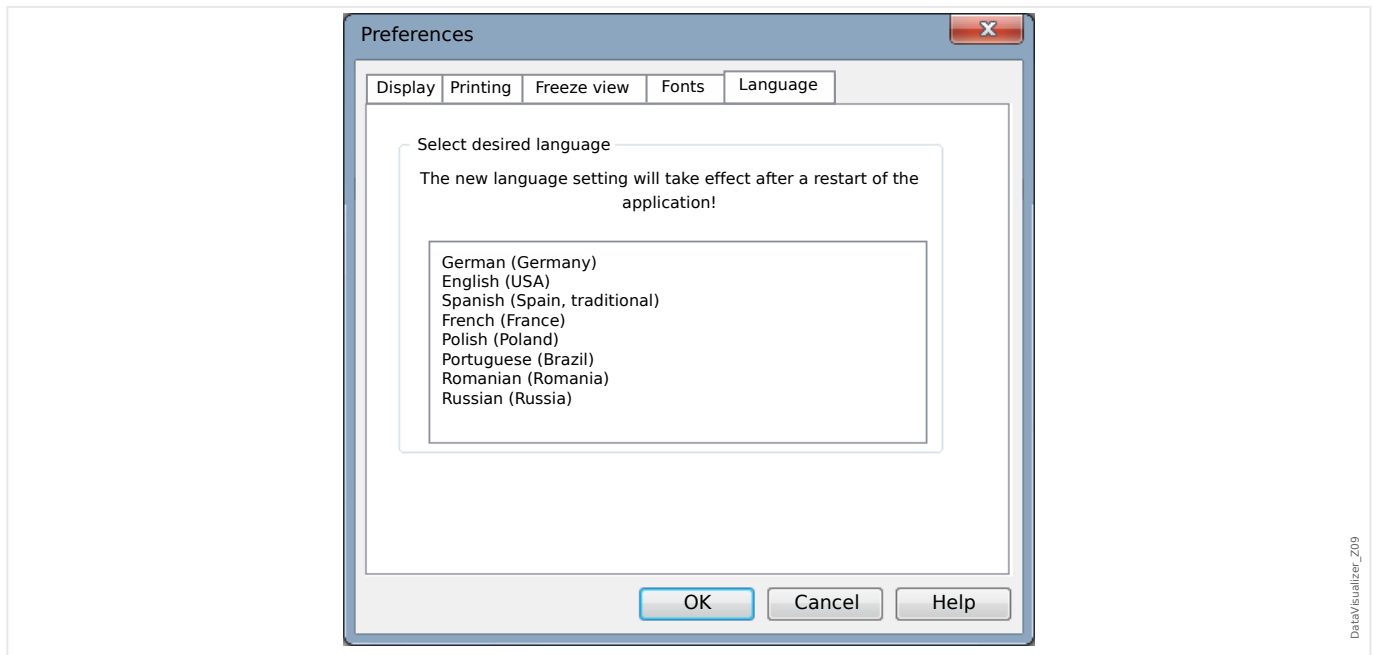 Preferences
Display Printing Freeze view Fonts Language
Select desired language
The new language setting will take effect after a restart of the
application!
German (Germany)
English (USA)
Spanish (Spain, traditional)
French (France)
Polish (Poland)
Portuguese (Brazil)
Romanian (Romania)
Russian (Russia)
OK Cancel Help
DataVisualizer_Z09